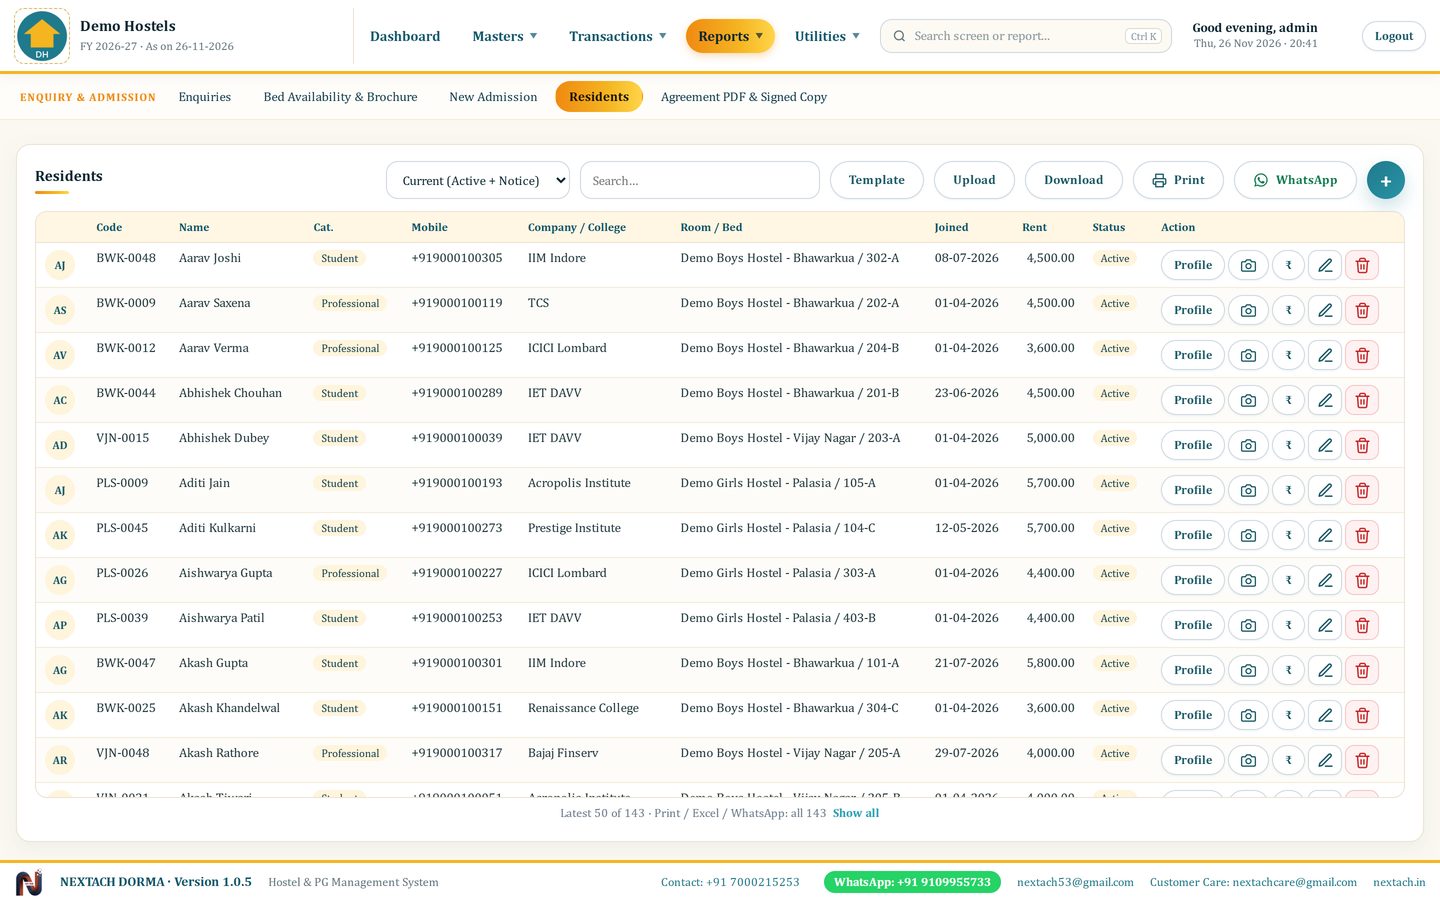 DH
Demo Hostels
FY 2026-27 · As on 26-11-2026
Dashboard Masters ▼ Transactions ▼ Reports ▼ Utilities ▼
Search screen or report... Ctrl K
Good evening, admin
Thu, 26 Nov 2026 · 20:41
Logout
ENQUIRY & ADMISSION Enquiries Bed Availability & Brochure New Admission Residents Agreement PDF & Signed Copy
Residents Current (Active + Notice) Search... Template Upload Download Print WhatsApp +
Code Name Cat. Mobile Company / College Room / Bed Joined Rent Status Action
AJ BWK-0048 Aarav Joshi Student +919000100305 IIM Indore Demo Boys Hostel - Bhawarkua / 302-A 08-07-2026 4,500.00 Active Profile ₹
AS BWK-0009 Aarav Saxena Professional +919000100119 TCS Demo Boys Hostel - Bhawarkua / 202-A 01-04-2026 4,500.00 Active Profile ₹
AV BWK-0012 Aarav Verma Professional +919000100125 ICICI Lombard Demo Boys Hostel - Bhawarkua / 204-B 01-04-2026 3,600.00 Active Profile ₹
AC BWK-0044 Abhishek Chouhan Student +919000100289 IET DAVV Demo Boys Hostel - Bhawarkua / 201-B 23-06-2026 4,500.00 Active Profile ₹
AD VJN-0015 Abhishek Dubey Student +919000100039 IET DAVV Demo Boys Hostel - Vijay Nagar / 203-A 01-04-2026 5,000.00 Active Profile ₹
AJ PLS-0009 Aditi Jain Student +919000100193 Acropolis Institute Demo Girls Hostel - Palasia / 105-A 01-04-2026 5,700.00 Active Profile ₹
AK PLS-0045 Aditi Kulkarni Student +919000100273 Prestige Institute Demo Girls Hostel - Palasia / 104-C 12-05-2026 5,700.00 Active Profile ₹
AG PLS-0026 Aishwarya Gupta Professional +919000100227 ICICI Lombard Demo Girls Hostel - Palasia / 303-A 01-04-2026 4,400.00 Active Profile ₹
AP PLS-0039 Aishwarya Patil Student +919000100253 IET DAVV Demo Girls Hostel - Palasia / 403-B 01-04-2026 4,400.00 Active Profile ₹
AG BWK-0047 Akash Gupta Student +919000100301 IIM Indore Demo Boys Hostel - Bhawarkua / 101-A 21-07-2026 5,800.00 Active Profile ₹
AK BWK-0025 Akash Khandelwal Student +919000100151 Renaissance College Demo Boys Hostel - Bhawarkua / 304-C 01-04-2026 3,600.00 Active Profile ₹
AR VJN-0048 Akash Rathore Professional +919000100317 Bajaj Finserv Demo Boys Hostel - Vijay Nagar / 205-A 29-07-2026 4,000.00 Active Profile ₹
Latest 50 of 143 · Print / Excel / WhatsApp: all 143 Show all
NEXTACH DORMA · Version 1.0.5 Hostel & PG Management System Contact: +91 7000215253 WhatsApp: +91 9109955733 nextach53@gmail.com Customer Care: nextachcare@gmail.com nextach.in